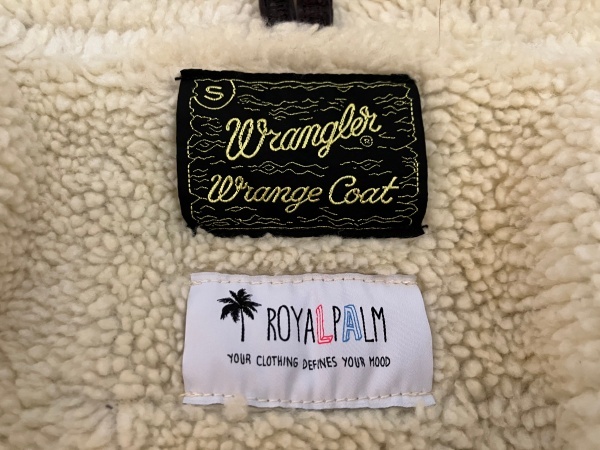 S
Wrangler®
Wrange Coat
ROYALPALM
YOUR CLOTHING DEFINES YOUR MOOD